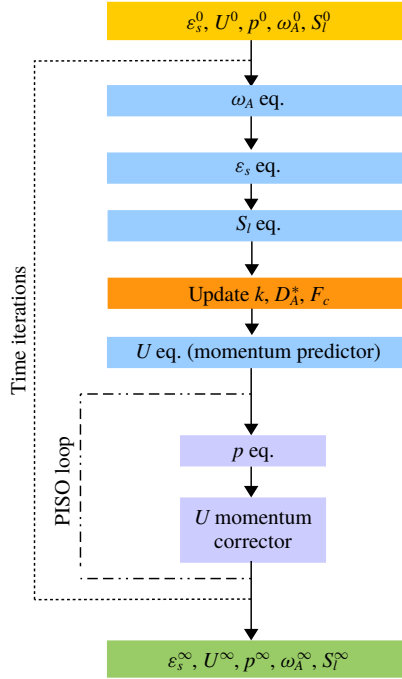 ε_s^0, U^0, p^0, ω_A^0, S_l^0
ω_A eq.
ε_s eq.
S_l eq.
Update k, D_A^*, F_c
U eq. (momentum predictor)
Time iterations
PISO loop
p eq.
U momentum
corrector
ε_s^∞, U^∞, p^∞, ω_A^∞, S_l^∞